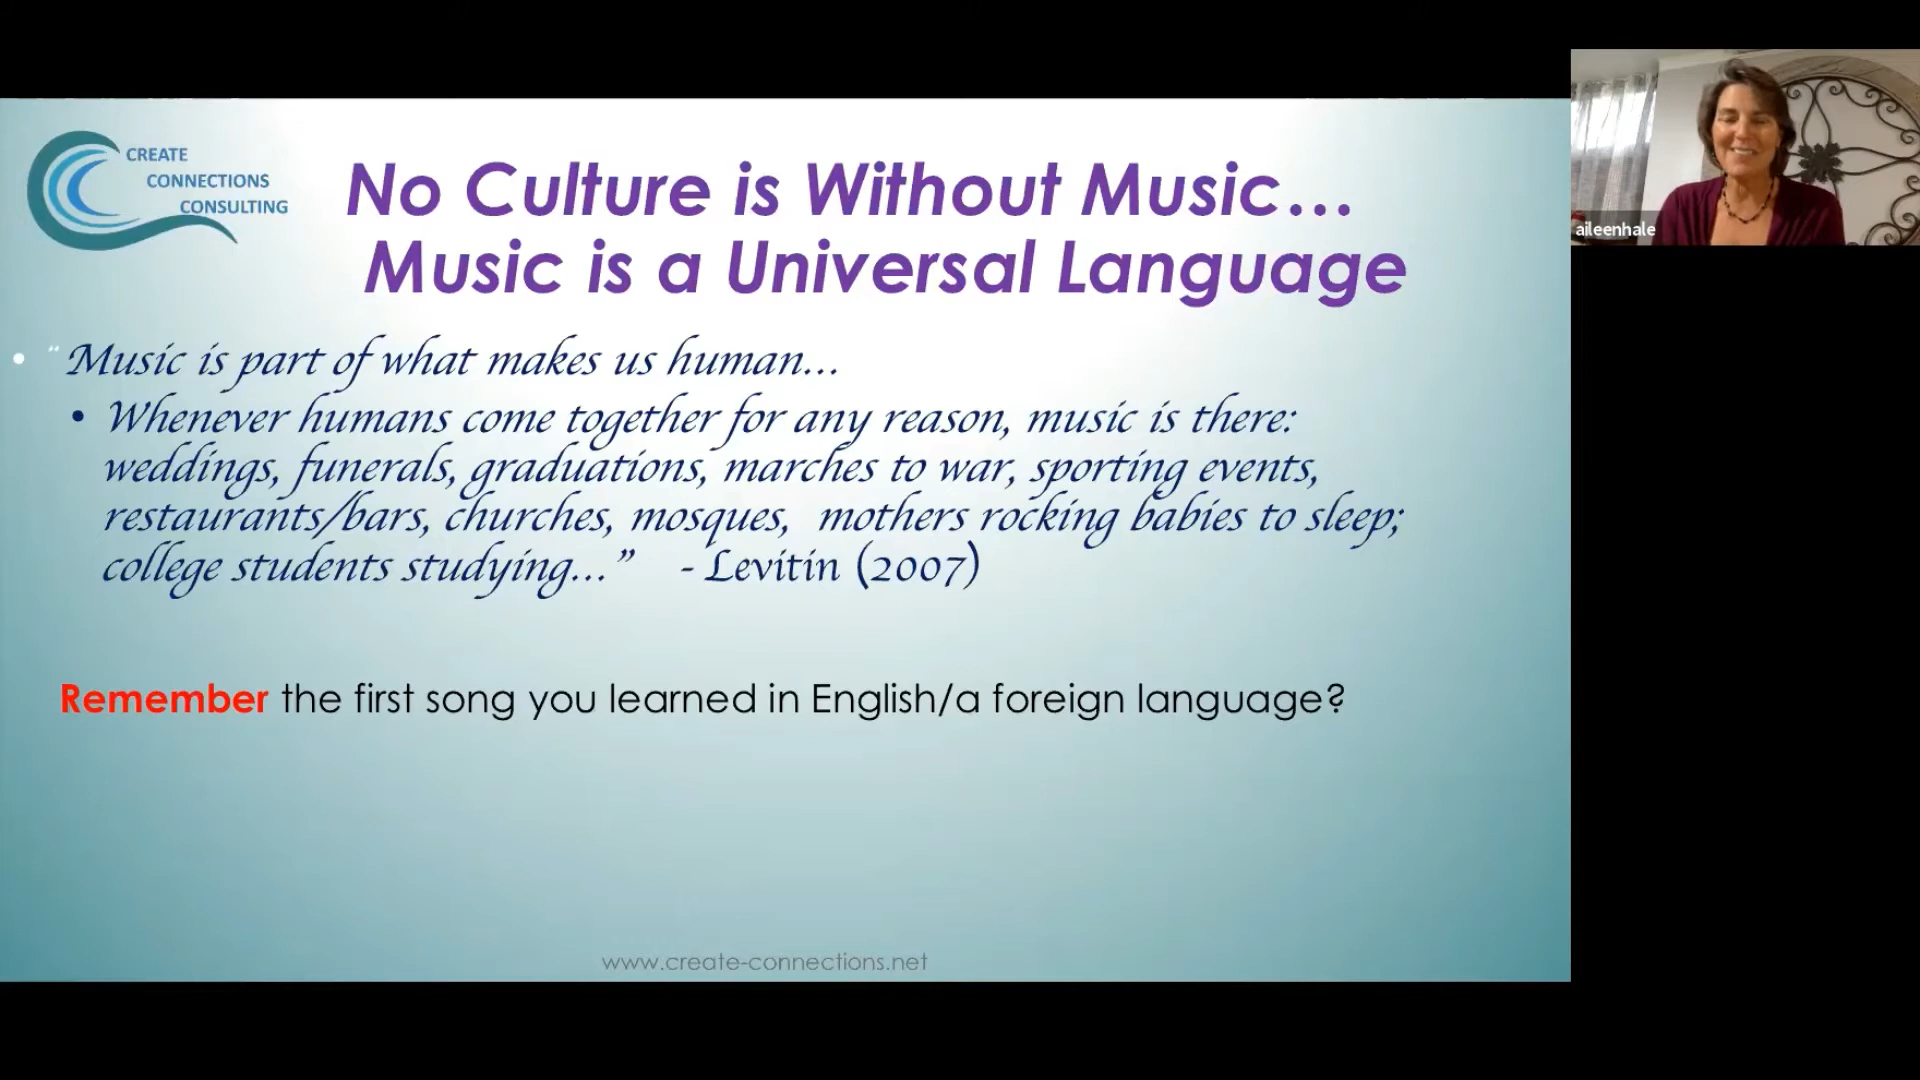 CREATE
CONNECTIONS
CONSULTING
No Culture is Without Music...
Music is a Universal Language
• “Music is part of what makes us human...
• Whenever humans come together for any reason, music is there:
weddings, funerals, graduations, marches to war, sporting events,
restaurants/bars, churches, mosques, mothers rocking babies to sleep;
college students studying...” - Levitin (2007)
Remember the first song you learned in English/a foreign language?
www.create-connections.net
aileenhale